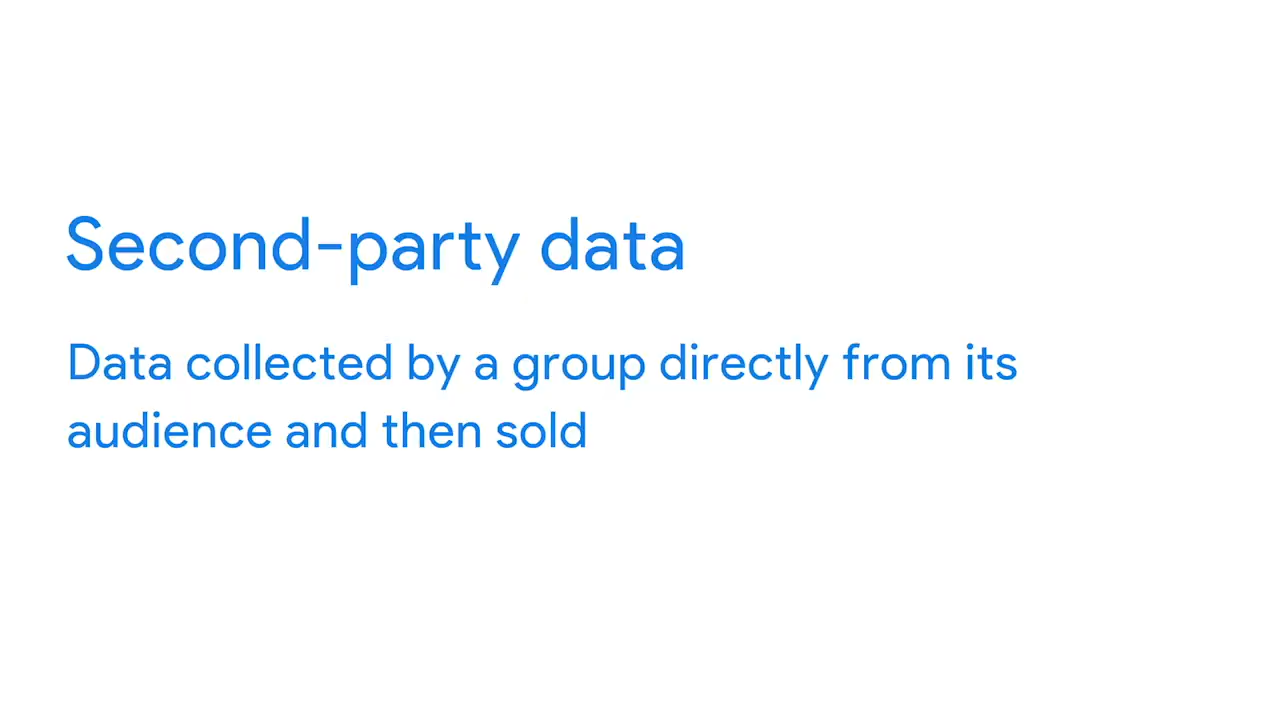 Second-party data
Data collected by a group directly from its
audience and then sold